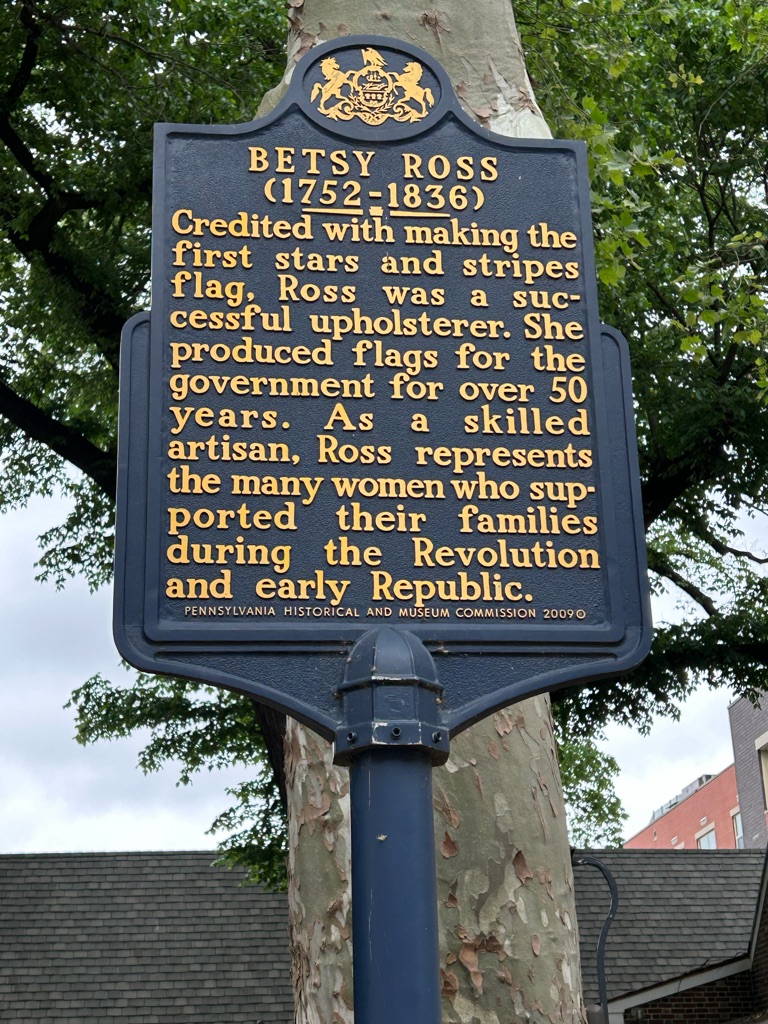 BETSY ROSS
(1752-1836)
Credited with making the
first stars and stripes
flag, Ross was a suc-
cessful upholsterer. She
produced flags for the
government for over 50
years. As a skilled
artisan, Ross represents
the many women who sup-
ported their families
during the Revolution
and early Republic.
PENNSYLVANIA HISTORICAL AND MUSEUM COMMISSION 2009©